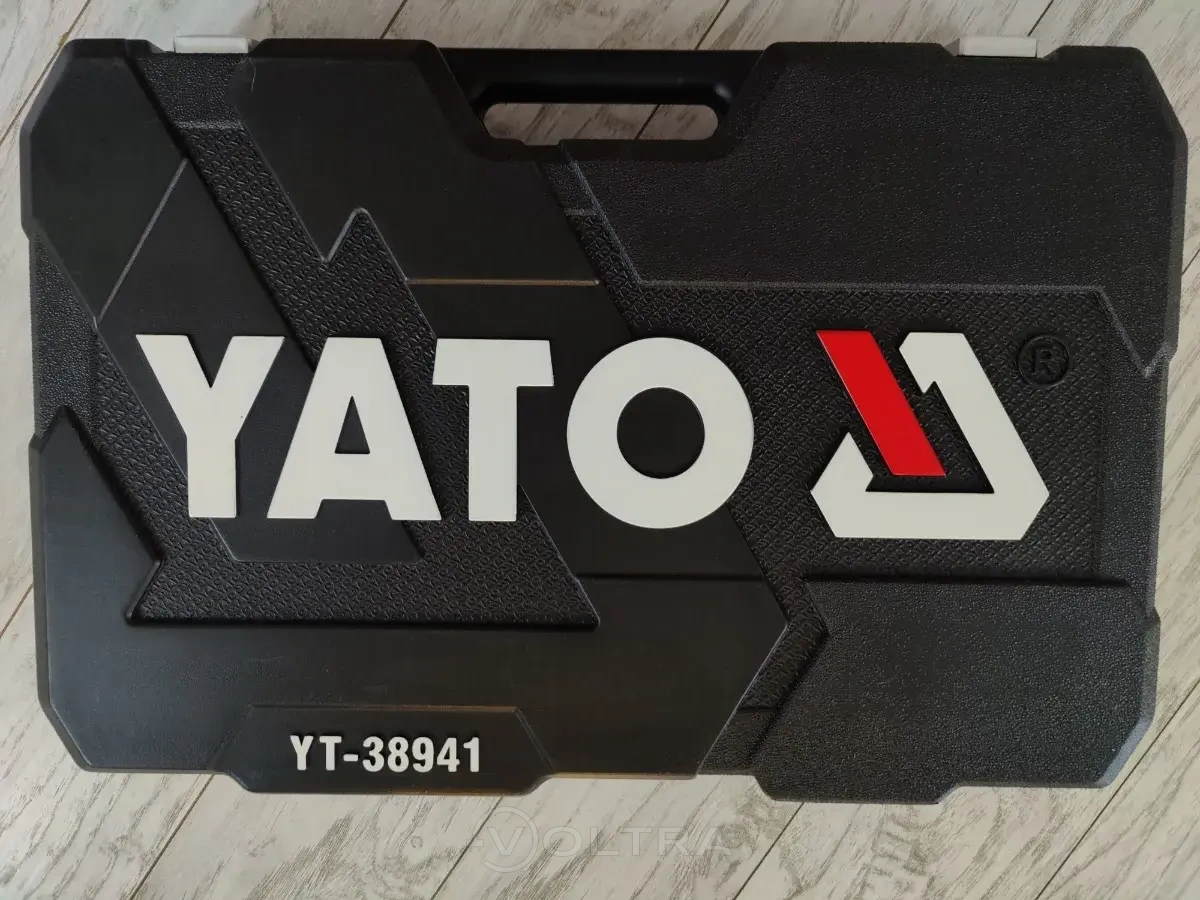 YATO ®
YT-38941
VOLTRA